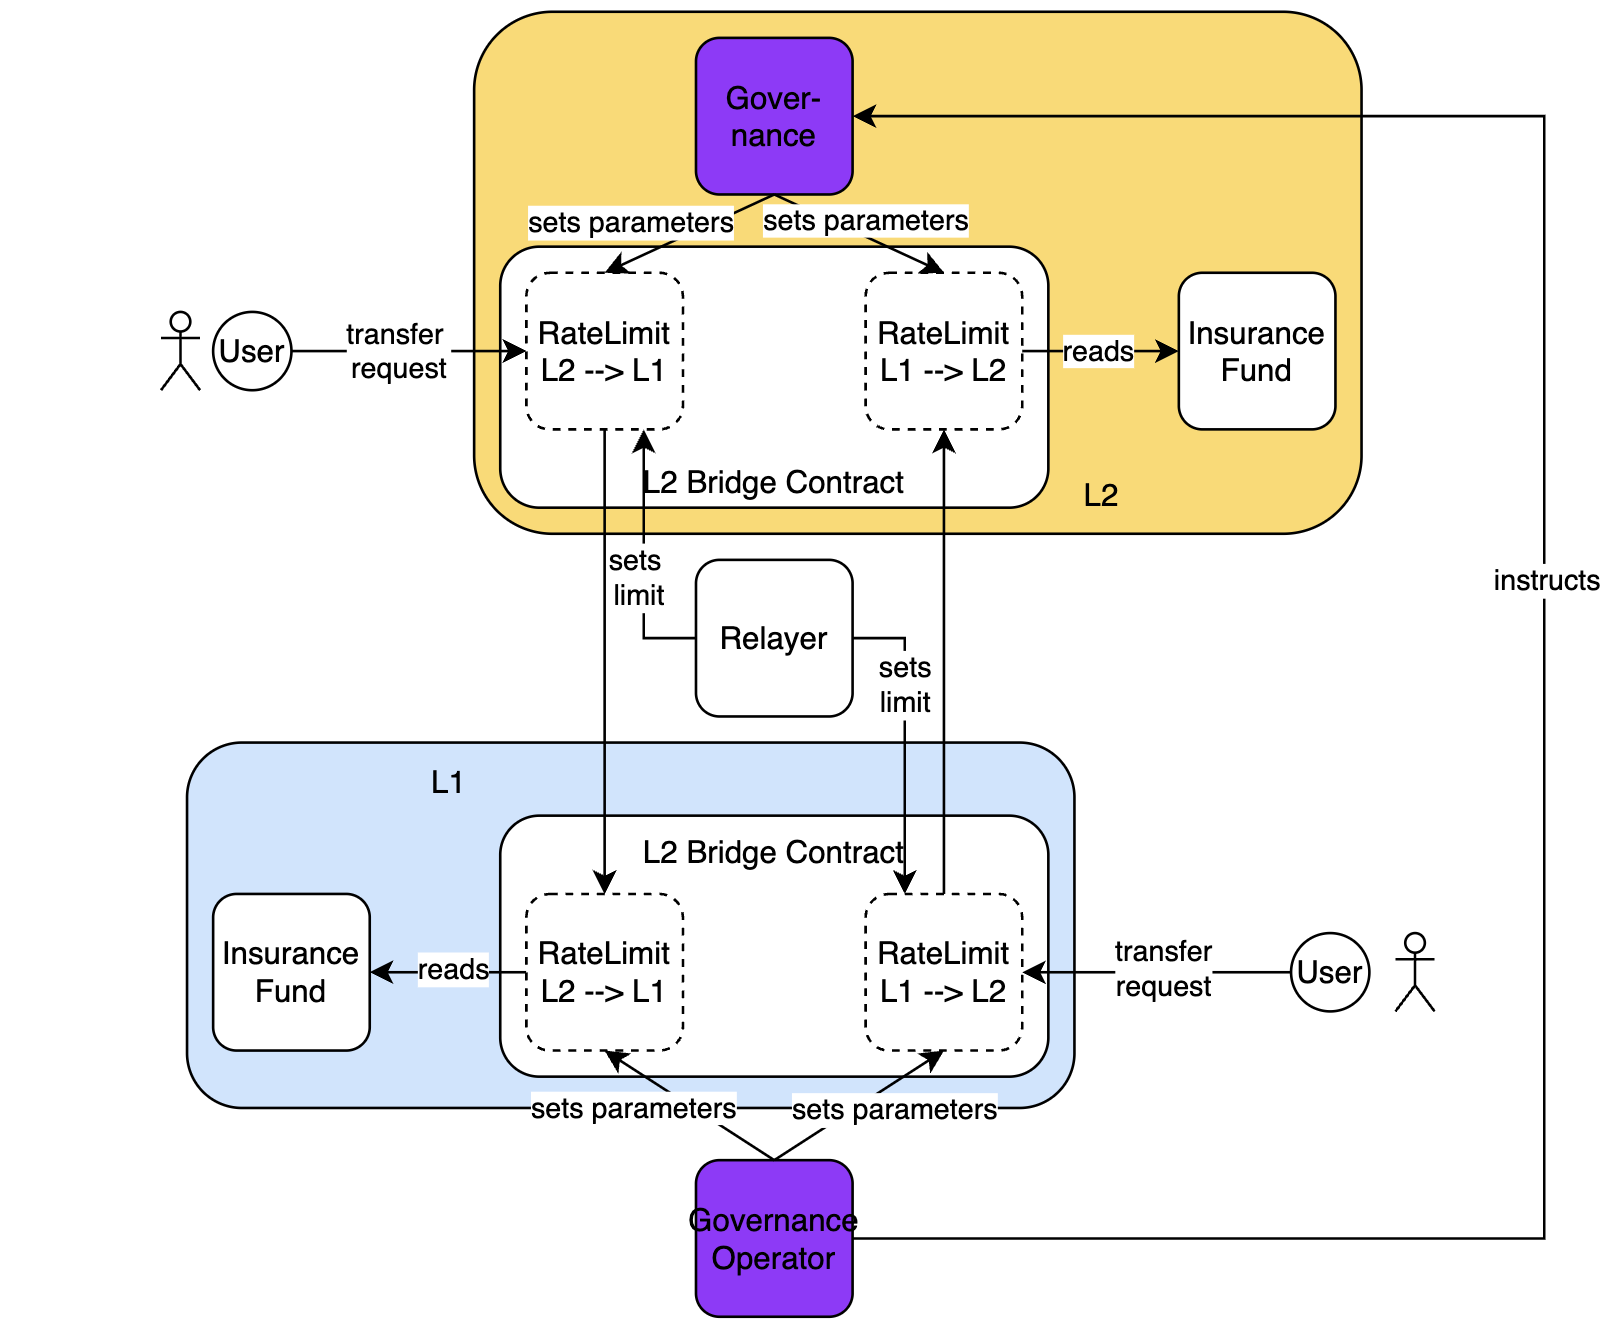 Gover-
nance
sets parameters
sets parameters
User
transfer
request
RateLimit
L2 --> L1
RateLimit
L1 --> L2
reads
Insurance
Fund
L2 Bridge Contract
L2
sets
limit
Relayer
instructs
sets
limit
L1
L2 Bridge Contract
Insurance
Fund
reads
RateLimit
L2 --> L1
RateLimit
L1 --> L2
transfer
request
User
sets parameters
sets parameters
Governance
Operator